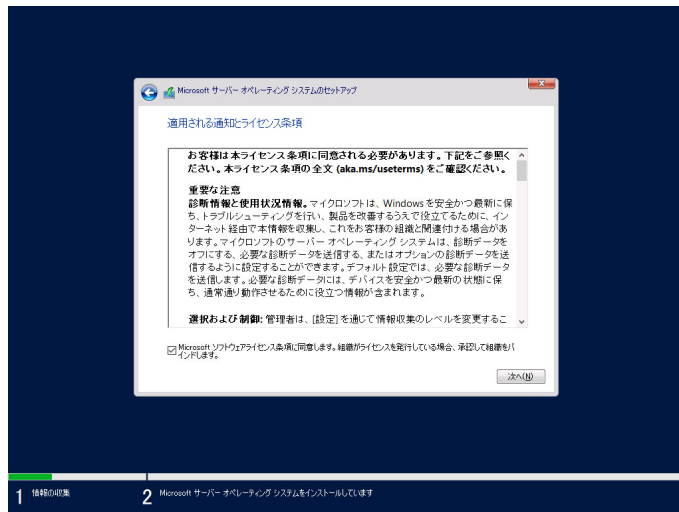 Microsoft サーバー オペレーティング システムのセットアップ
適用される通知とライセンス条項
お客様は本ライセンス条項に同意される必要があります。下記をご参照く
ださい。本ライセンス条項の全文 (aka.ms/useterms) をご確認ください。
重要な注意
診断情報と使用状況情報。マイクロソフトは、Windows を安全かつ最新に保
ち、トラブルシューティングを行い、製品を改善するうえで役立てるために、イン
ターネット経由で本情報を収集し、これをお客様の組織と関連付ける場合があ
ります。マイクロソフトのサーバー オペレーティング システムは、診断データを
オフにする、必要な診断データを送信する、またはオプションの診断データを送
信するように設定することができます。デフォルト設定では、必要な診断データ
を送信します。必要な診断データには、デバイスを安全かつ最新の状態に保
ち、通常通り動作させるために役立つ情報が含まれます。
選択および制御: 管理者は、[設定] を通じて情報収集のレベルを変更するこ
Microsoft ソフトウェアライセンス条項に同意します。組織がライセンスを発行している場合、承認して組織をバ
インドします。
次へ(N)
1 情報の収集
2 Microsoft サーバー オペレーティング システムをインストールしています